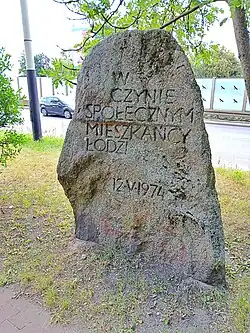 W
CZYNIE
SPOŁECZNYM
MIESZKAŃCY
ŁODZI
12·V·1974